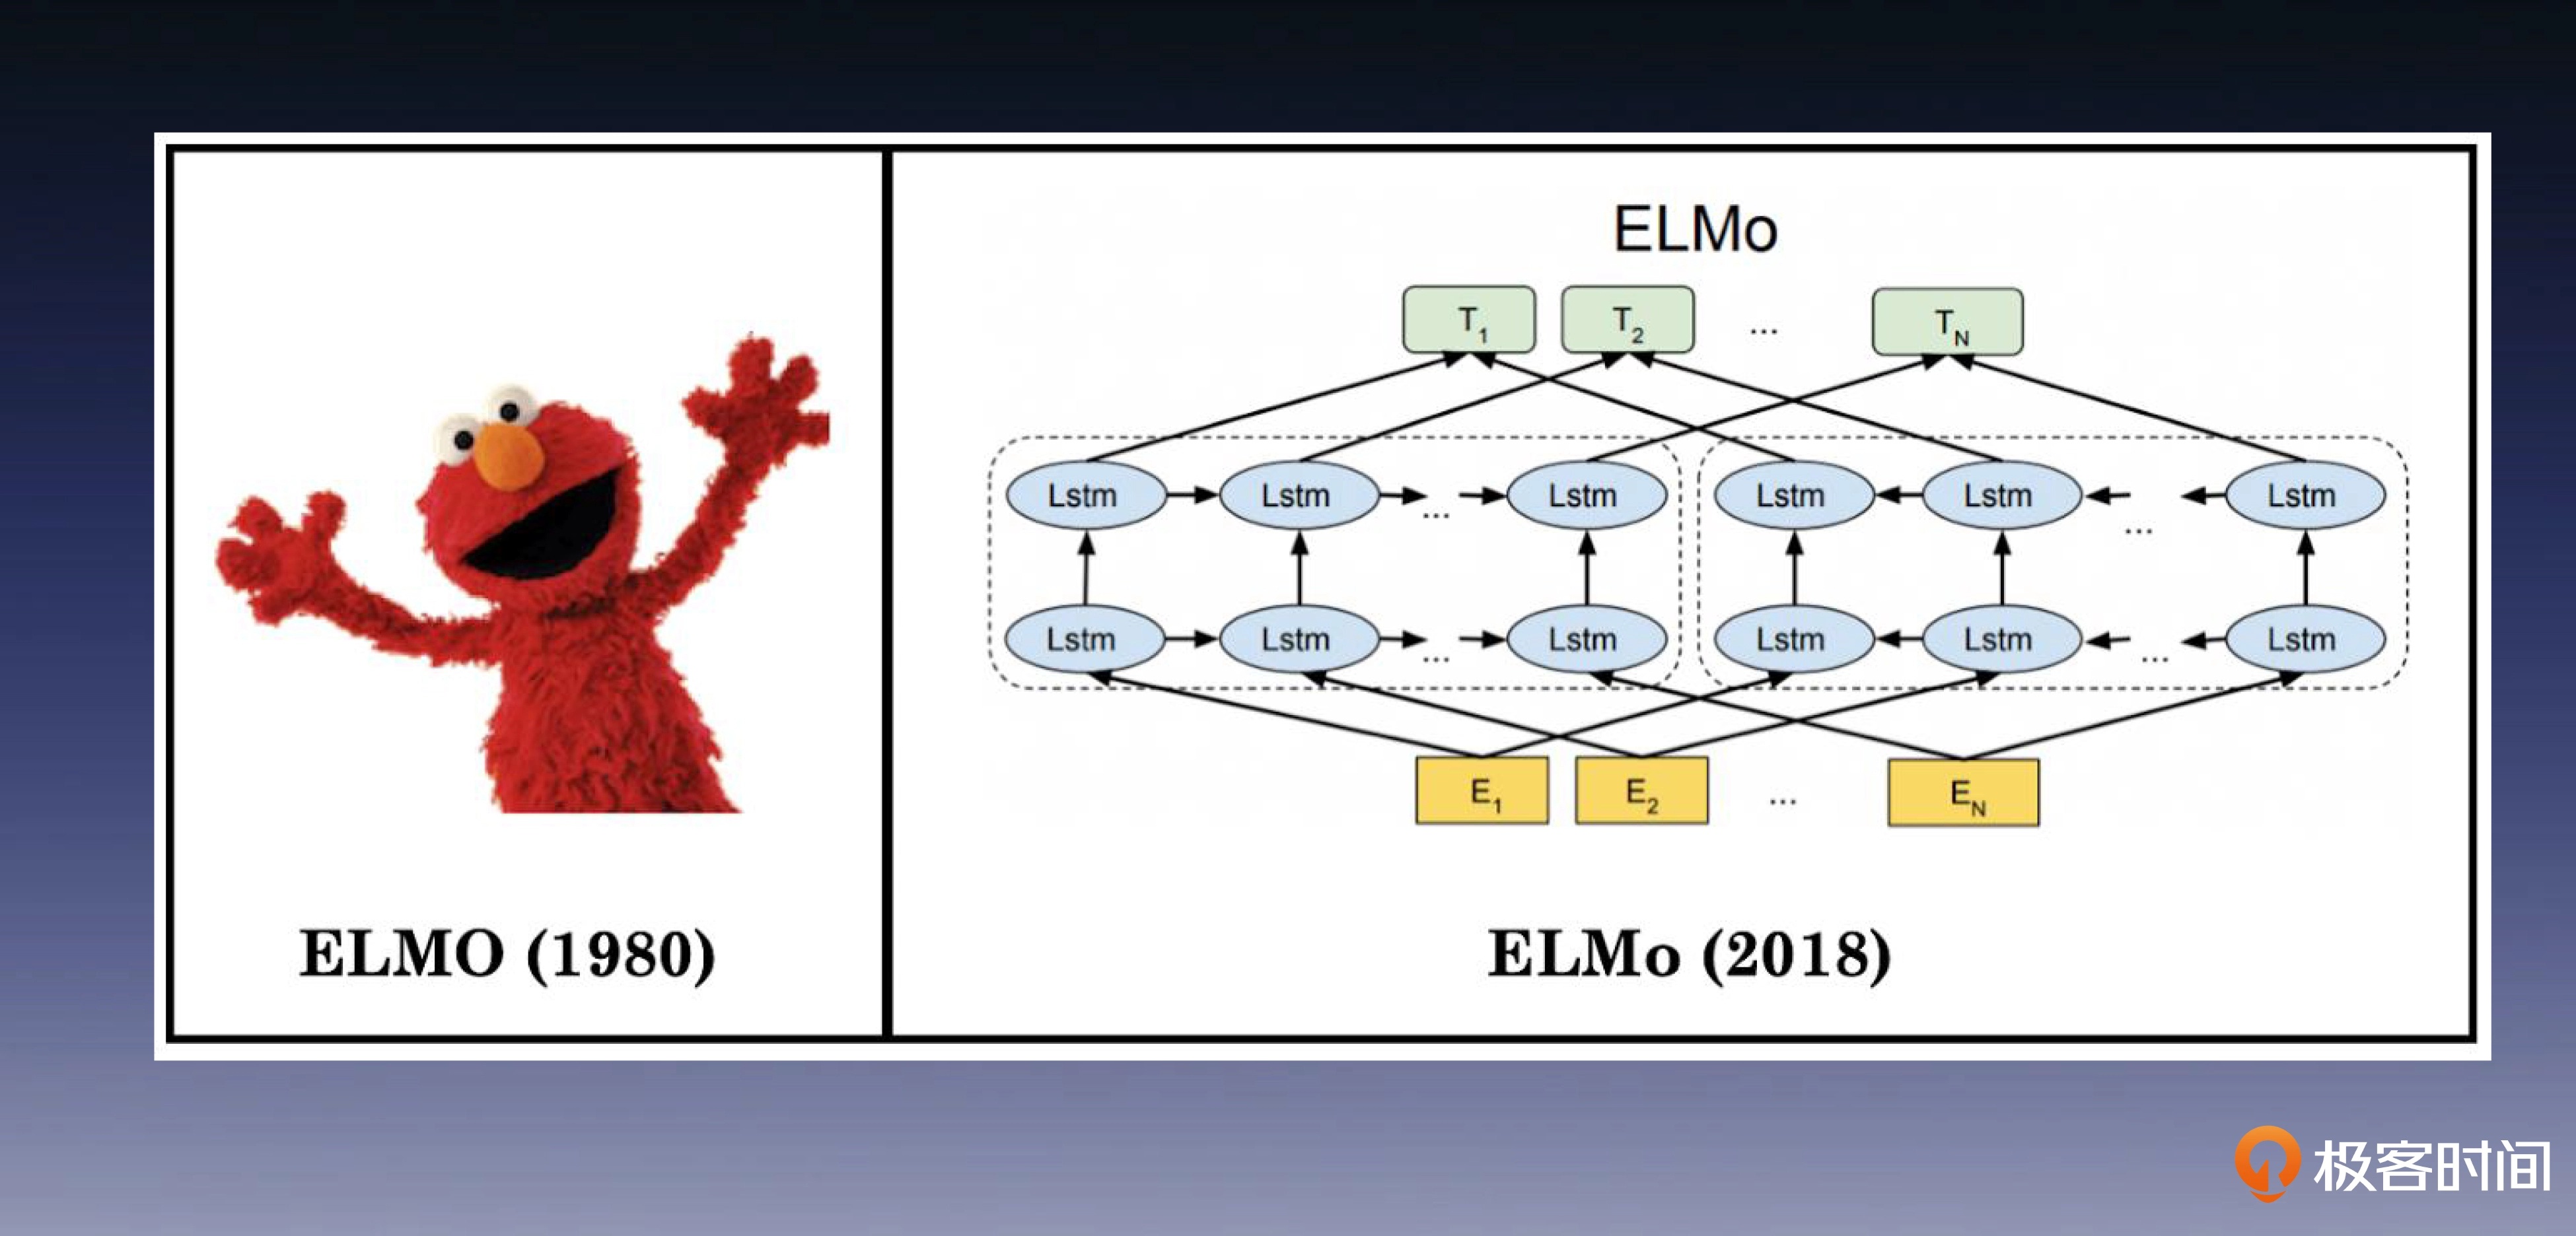 ELMo
T1 T2 ... TN
Lstm Lstm ... Lstm Lstm Lstm ... Lstm
Lstm Lstm ... Lstm Lstm Lstm ... Lstm
E1 E2 ... EN
ELMO (1980)
ELMo (2018)
极客时间